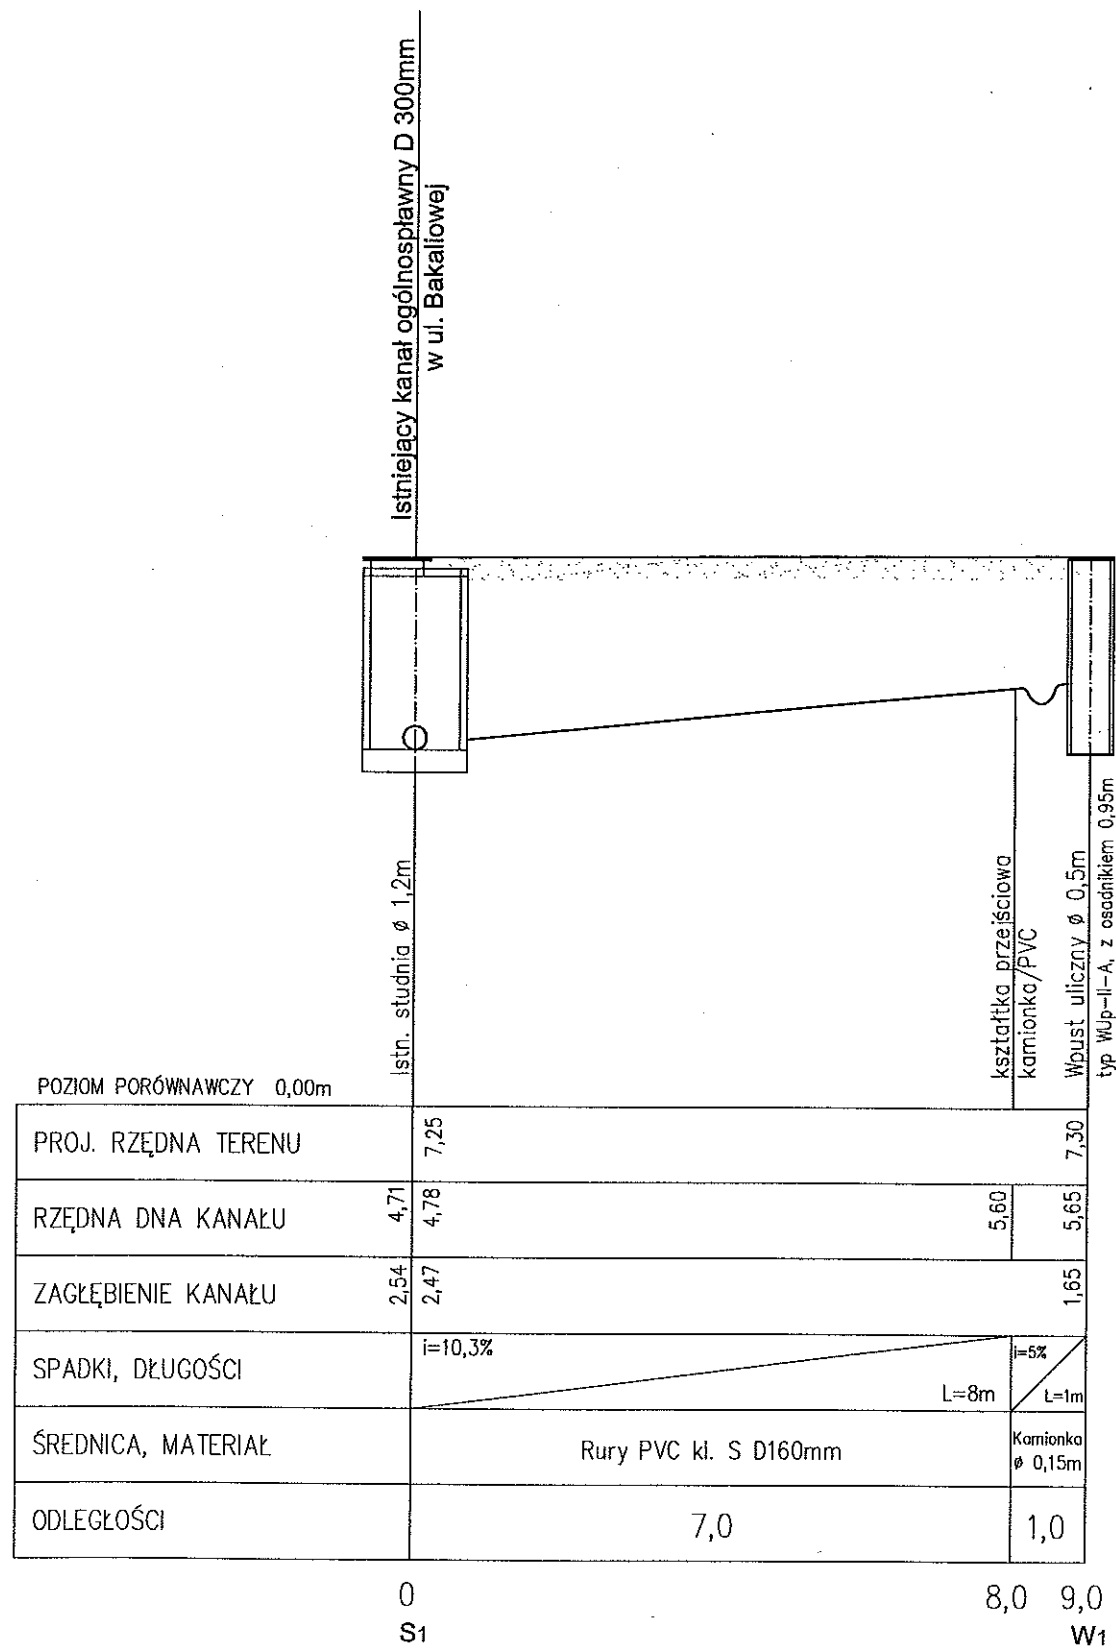 Istniejący kanał ogólnospławny D 300mm
w ul. Bakaliowej
Istn. studnia ø 1,2m
kształtka przejściowa
kamionka/PVC
Wpust uliczny ø 0,5m
typ WUp-II-A, z osadnikiem 0,95m
POZIOM PORÓWNAWCZY 0,00m
PROJ. RZĘDNA TERENU 7,25 7,30
RZĘDNA DNA KANAŁU 4,71 4,78 5,60 5,65
ZAGŁĘBIENIE KANAŁU 2,54 2,47 1,65
SPADKI, DŁUGOŚCI i=10,3% L=8m i=5% L=1m
ŚREDNICA, MATERIAŁ Rury PVC kl. S D160mm Kamionka
ø 0,15m
ODLEGŁOŚCI 7,0 1,0
0 8,0 9,0
S1 W1